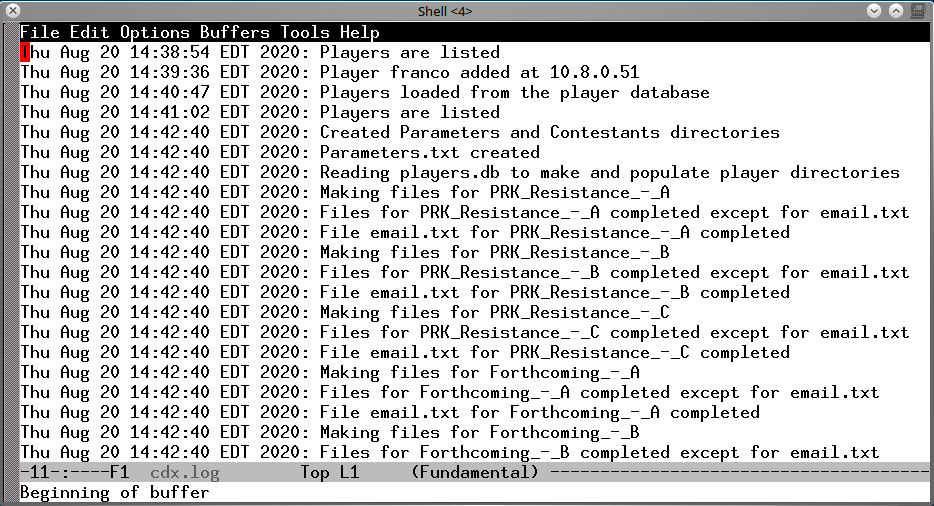 Shell <4>
File Edit Options Buffers Tools Help
Thu Aug 20 14:38:54 EDT 2020: Players are listed
Thu Aug 20 14:39:36 EDT 2020: Player franco added at 10.8.0.51
Thu Aug 20 14:40:47 EDT 2020: Players loaded from the player database
Thu Aug 20 14:41:02 EDT 2020: Players are listed
Thu Aug 20 14:42:40 EDT 2020: Created Parameters and Contestants directories
Thu Aug 20 14:42:40 EDT 2020: Parameters.txt created
Thu Aug 20 14:42:40 EDT 2020: Reading players.db to make and populate player directories
Thu Aug 20 14:42:40 EDT 2020: Making files for PRK_Resistance_-_A
Thu Aug 20 14:42:40 EDT 2020: Files for PRK_Resistance_-_A completed except for email.txt
Thu Aug 20 14:42:40 EDT 2020: File email.txt for PRK_Resistance_-_A completed
Thu Aug 20 14:42:40 EDT 2020: Making files for PRK_Resistance_-_B
Thu Aug 20 14:42:40 EDT 2020: Files for PRK_Resistance_-_B completed except for email.txt
Thu Aug 20 14:42:40 EDT 2020: File email.txt for PRK_Resistance_-_B completed
Thu Aug 20 14:42:40 EDT 2020: Making files for PRK_Resistance_-_C
Thu Aug 20 14:42:40 EDT 2020: Files for PRK_Resistance_-_C completed except for email.txt
Thu Aug 20 14:42:40 EDT 2020: File email.txt for PRK_Resistance_-_C completed
Thu Aug 20 14:42:40 EDT 2020: Making files for Forthcoming_-_A
Thu Aug 20 14:42:40 EDT 2020: Files for Forthcoming_-_A completed except for email.txt
Thu Aug 20 14:42:40 EDT 2020: File email.txt for Forthcoming_-_A completed
Thu Aug 20 14:42:40 EDT 2020: Making files for Forthcoming_-_B
Thu Aug 20 14:42:40 EDT 2020: Files for Forthcoming_-_B completed except for email.txt
-11-:----F1  cdx.log        Top L1     (Fundamental) --------------------------------------
Beginning of buffer